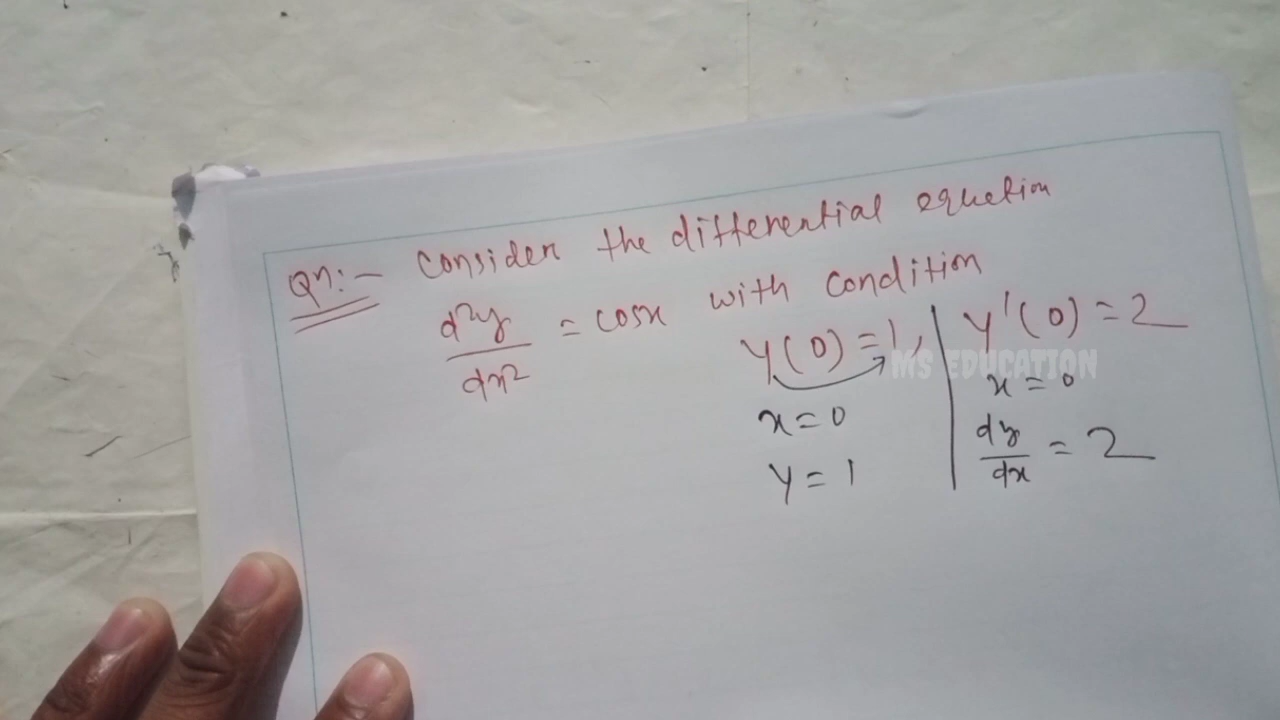 Qn:- Consider the differential equetion
d²y/dx² = cosx with condition
y(0) = 1, y'(0) = 2
MS EDUCATION
x = 0 x = 0
y = 1 dy/dx = 2